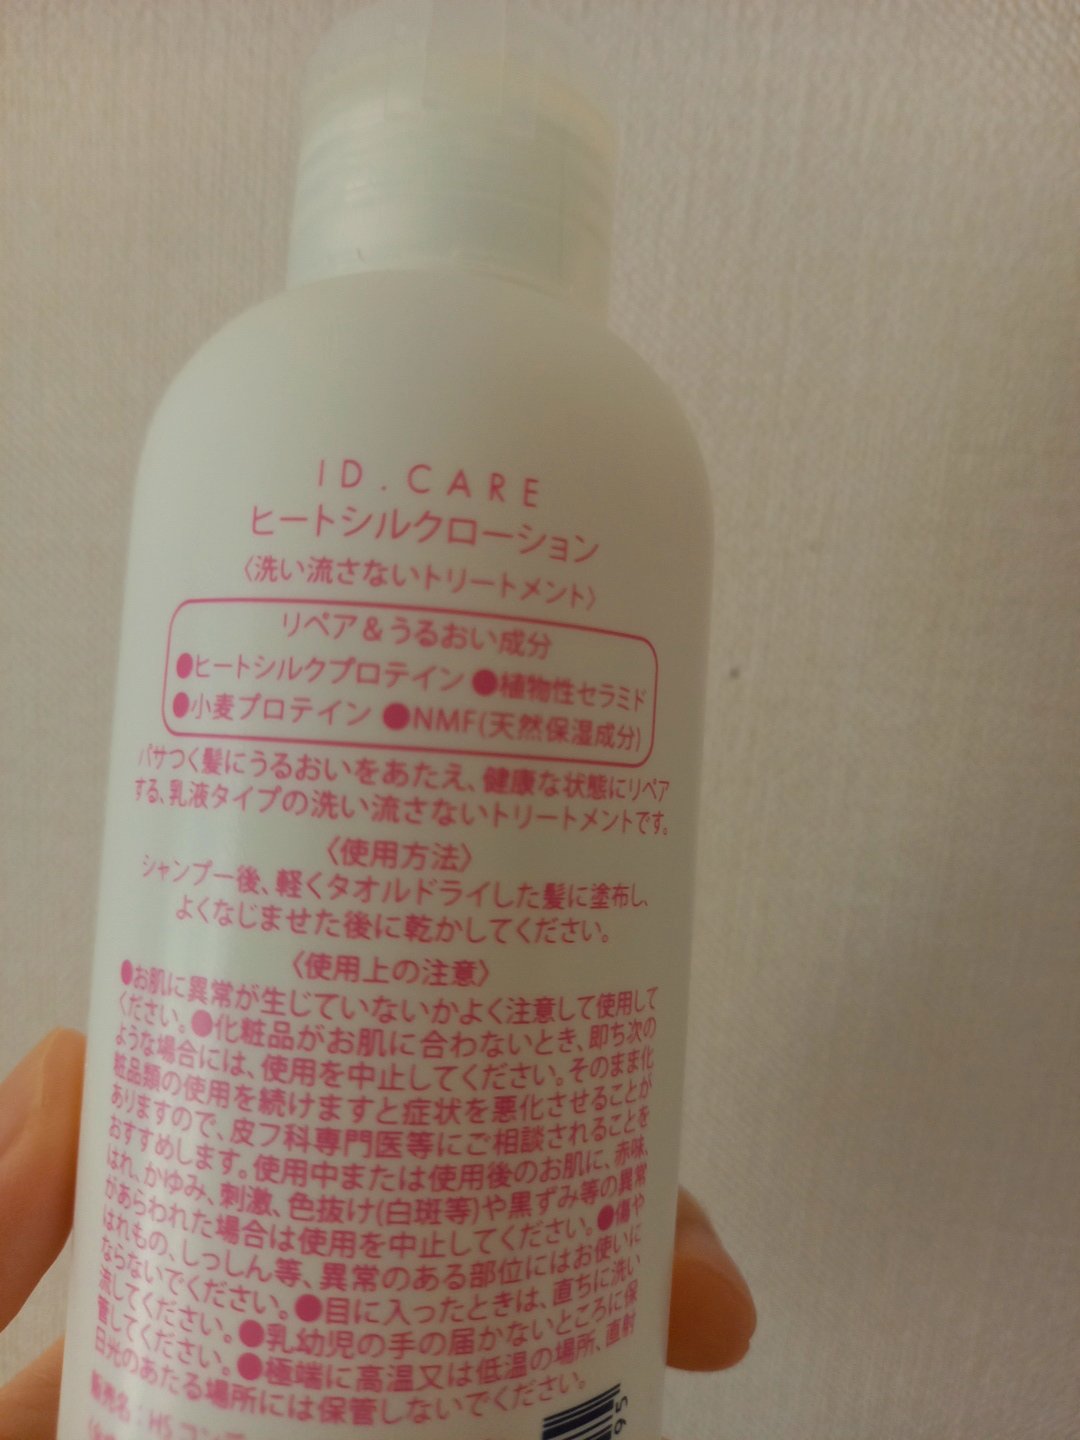 ID.CARE
ヒートシルクローション
〈洗い流さないトリートメント〉
リペア&うるおい成分
●ヒートシルクプロテイン ●植物性セラミド
●小麦プロテイン ●NMF(天然保湿成分)
パサつく髪にうるおいをあたえ、健康な状態にリペア
する、乳液タイプの洗い流さないトリートメントです。
〈使用方法〉
シャンプー後、軽くタオルドライした髪に塗布し、
よくなじませた後に乾かしてください。
〈使用上の注意〉
●お肌に異常が生じていないかよく注意して使用して
ください。●化粧品がお肌に合わないとき、即ち次の
ような場合には、使用を中止してください。そのまま化
粧品類の使用を続けますと症状を悪化させることが
ありますので、皮フ科専門医等にご相談されることを
おすすめします。使用中または使用後のお肌に、赤味、
はれ、かゆみ、刺激、色抜け(白斑等)や黒ずみ等の異常
があらわれた場合は使用を中止してください。●傷や
はれもの、しっしん等、異常のある部位にはお使いに
ならないでください。●目に入ったときは、直ちに洗い
流してください。●乳幼児の手の届かないところに保
管してください。●極端に高温又は低温の場所、直射
日光のあたる場所には保管しないでください。
販売名：HSコンデ